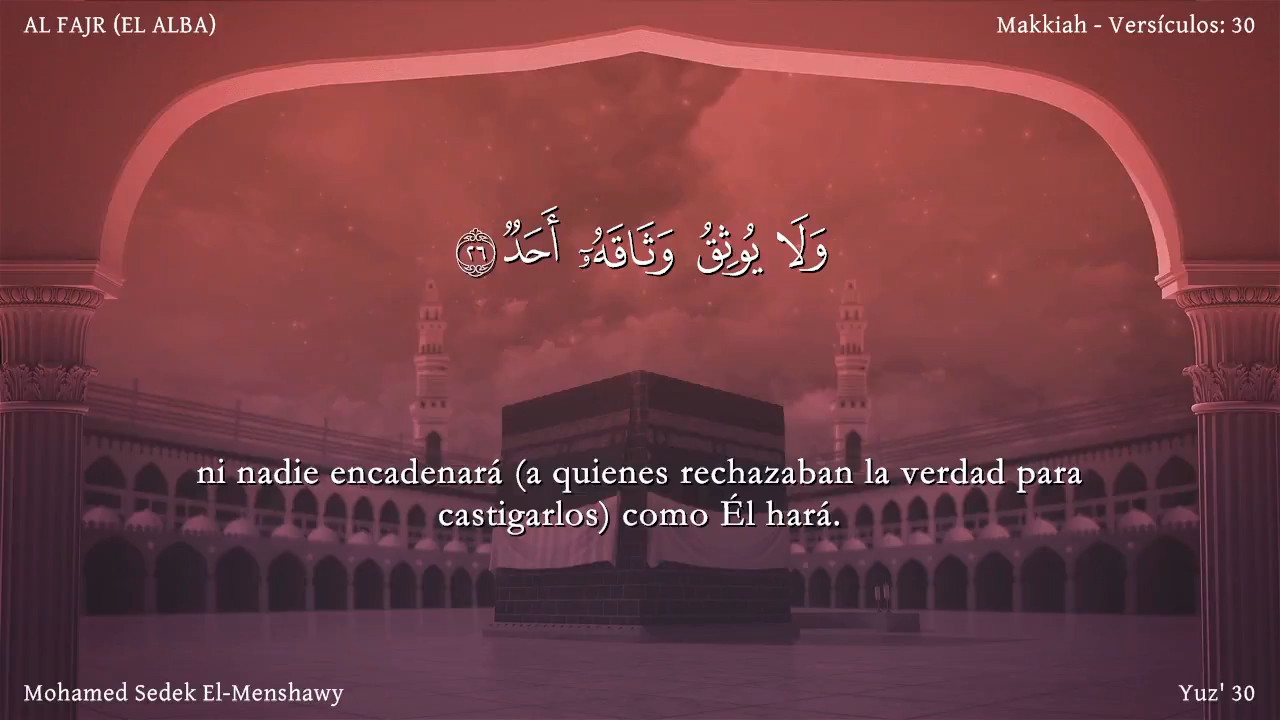 AL FAJR (EL ALBA)
Makkiah - Versículos: 30
وَلَا يُوثِقُ وَثَاقَهُۥٓ أَحَدٌ ٢٦
ni nadie encadenará (a quienes rechazaban la verdad para
castigarlos) como Él hará.
Mohamed Sedek El-Menshawy
Yuz' 30